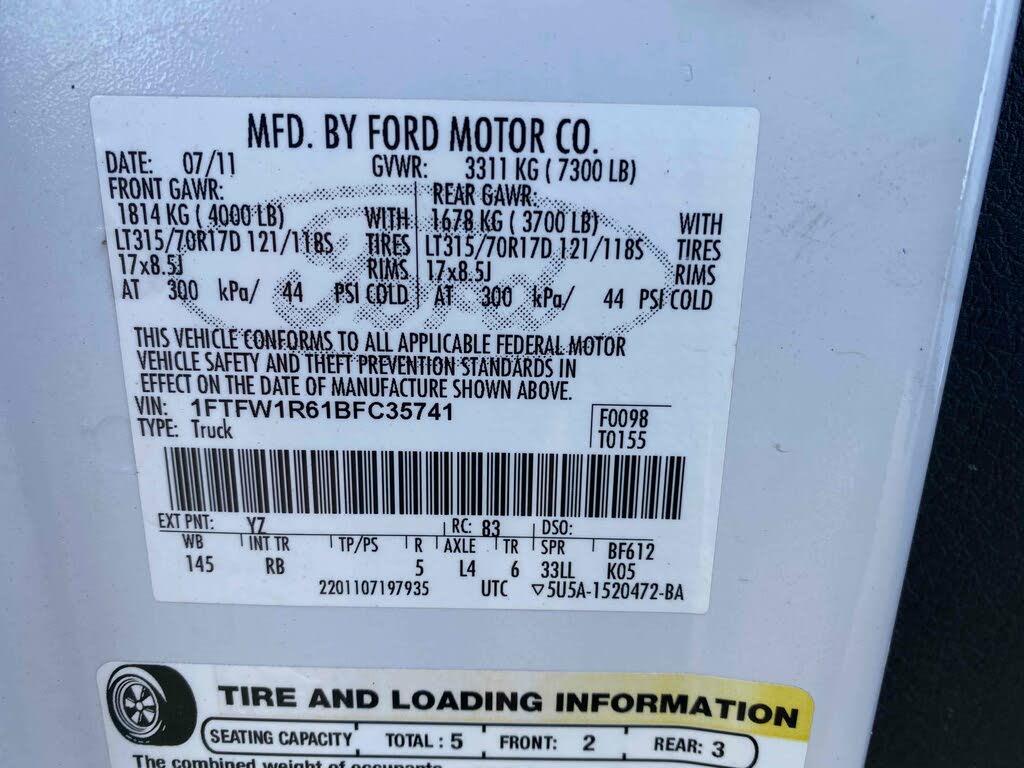 MFD. BY FORD MOTOR CO.
DATE: 07/11 GVWR: 3311 KG ( 7300 LB)
FRONT GAWR: REAR GAWR:
1814 KG ( 4000 LB) WITH 1678 KG ( 3700 LB) WITH
LT315/70R17D 121/118S TIRES LT315/70R17D 121/118S TIRES
17x8.5J RIMS 17x8.5J RIMS
AT 300 kPa/ 44 PSI COLD AT 300 kPa/ 44 PSI COLD
THIS VEHICLE CONFORMS TO ALL APPLICABLE FEDERAL MOTOR
VEHICLE SAFETY AND THEFT PREVENTION STANDARDS IN
EFFECT ON THE DATE OF MANUFACTURE SHOWN ABOVE.
VIN: 1FTFW1R61BFC35741 F0098
TYPE: Truck T0155
EXT PNT: YZ RC: 83 DSO:
WB INT TR TP/PS R AXLE TR SPR BF612
145 RB 5 L4 6 33LL K05
2201107197935 UTC ▽5U5A-1520472-BA
TIRE AND LOADING INFORMATION
SEATING CAPACITY TOTAL : 5 FRONT: 2 REAR: 3
The combined weight of occupants